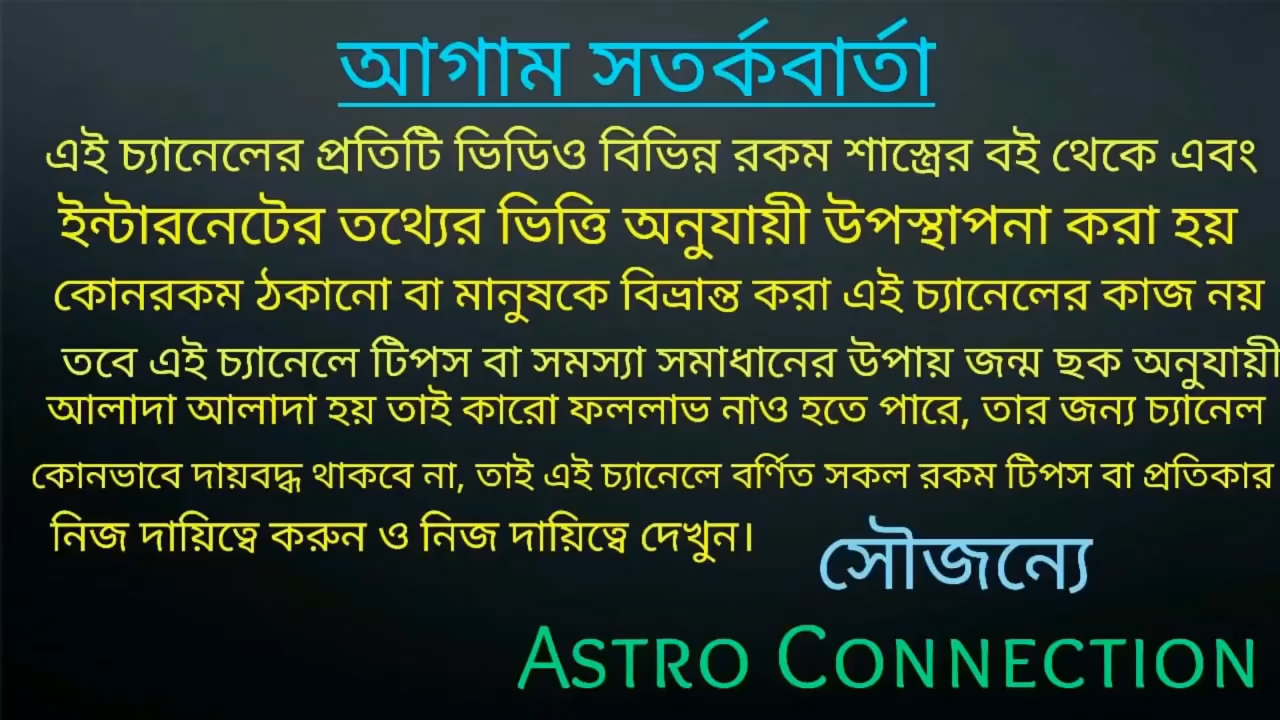 আগাম সতর্কবার্তা
এই চ্যানেলের প্রতিটি ভিডিও বিভিন্ন রকম শাস্ত্রের বই থেকে এবং
ইন্টারনেটের তথ্যের ভিত্তি অনুযায়ী উপস্থাপনা করা হয়
কোনরকম ঠকানো বা মানুষকে বিভ্রান্ত করা এই চ্যানেলের কাজ নয়
তবে এই চ্যানেলে টিপস বা সমস্যা সমাধানের উপায় জন্ম ছক অনুযায়ী
আলাদা আলাদা হয় তাই কারো ফললাভ নাও হতে পারে, তার জন্য চ্যানেল
কোনভাবে দায়বদ্ধ থাকবে না, তাই এই চ্যানেলে বর্ণিত সকল রকম টিপস বা প্রতিকার
নিজ দায়িত্বে করুন ও নিজ দায়িত্বে দেখুন।
সৌজন্যে
ASTRO CONNECTION